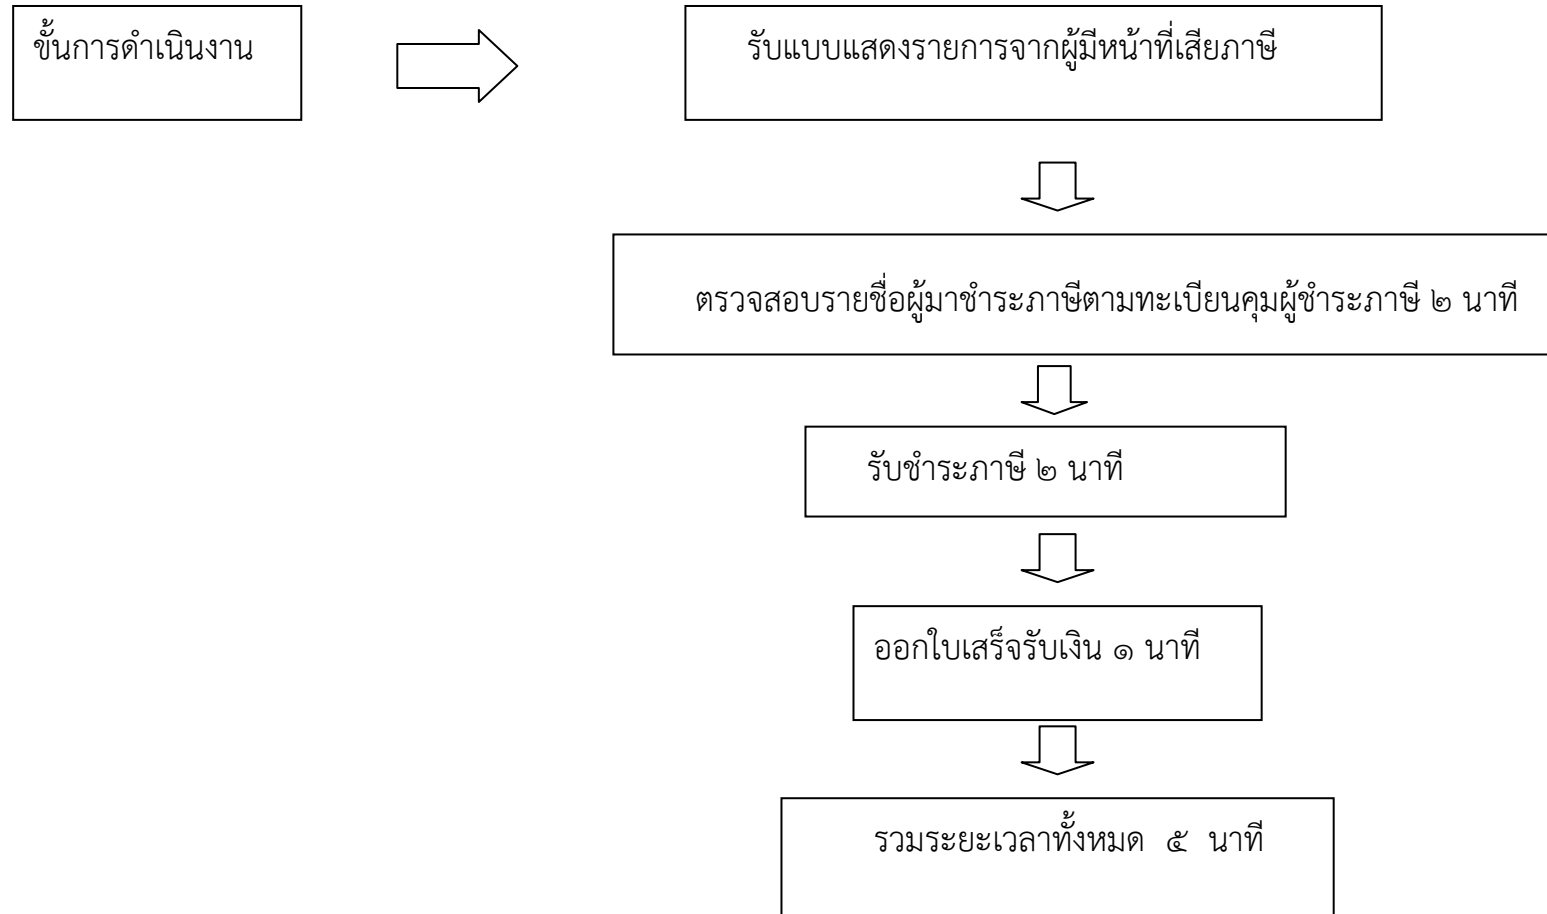 ขั้นการดำเนินงาน
รับแบบแสดงรายการจากผู้มีหน้าที่เสียภาษี
ตรวจสอบรายชื่อผู้มาชำระภาษีตามทะเบียนคุมผู้ชำระภาษี ๒ นาที
รับชำระภาษี ๒ นาที
ออกใบเสร็จรับเงิน ๑ นาที
รวมระยะเวลาทั้งหมด ๕ นาที